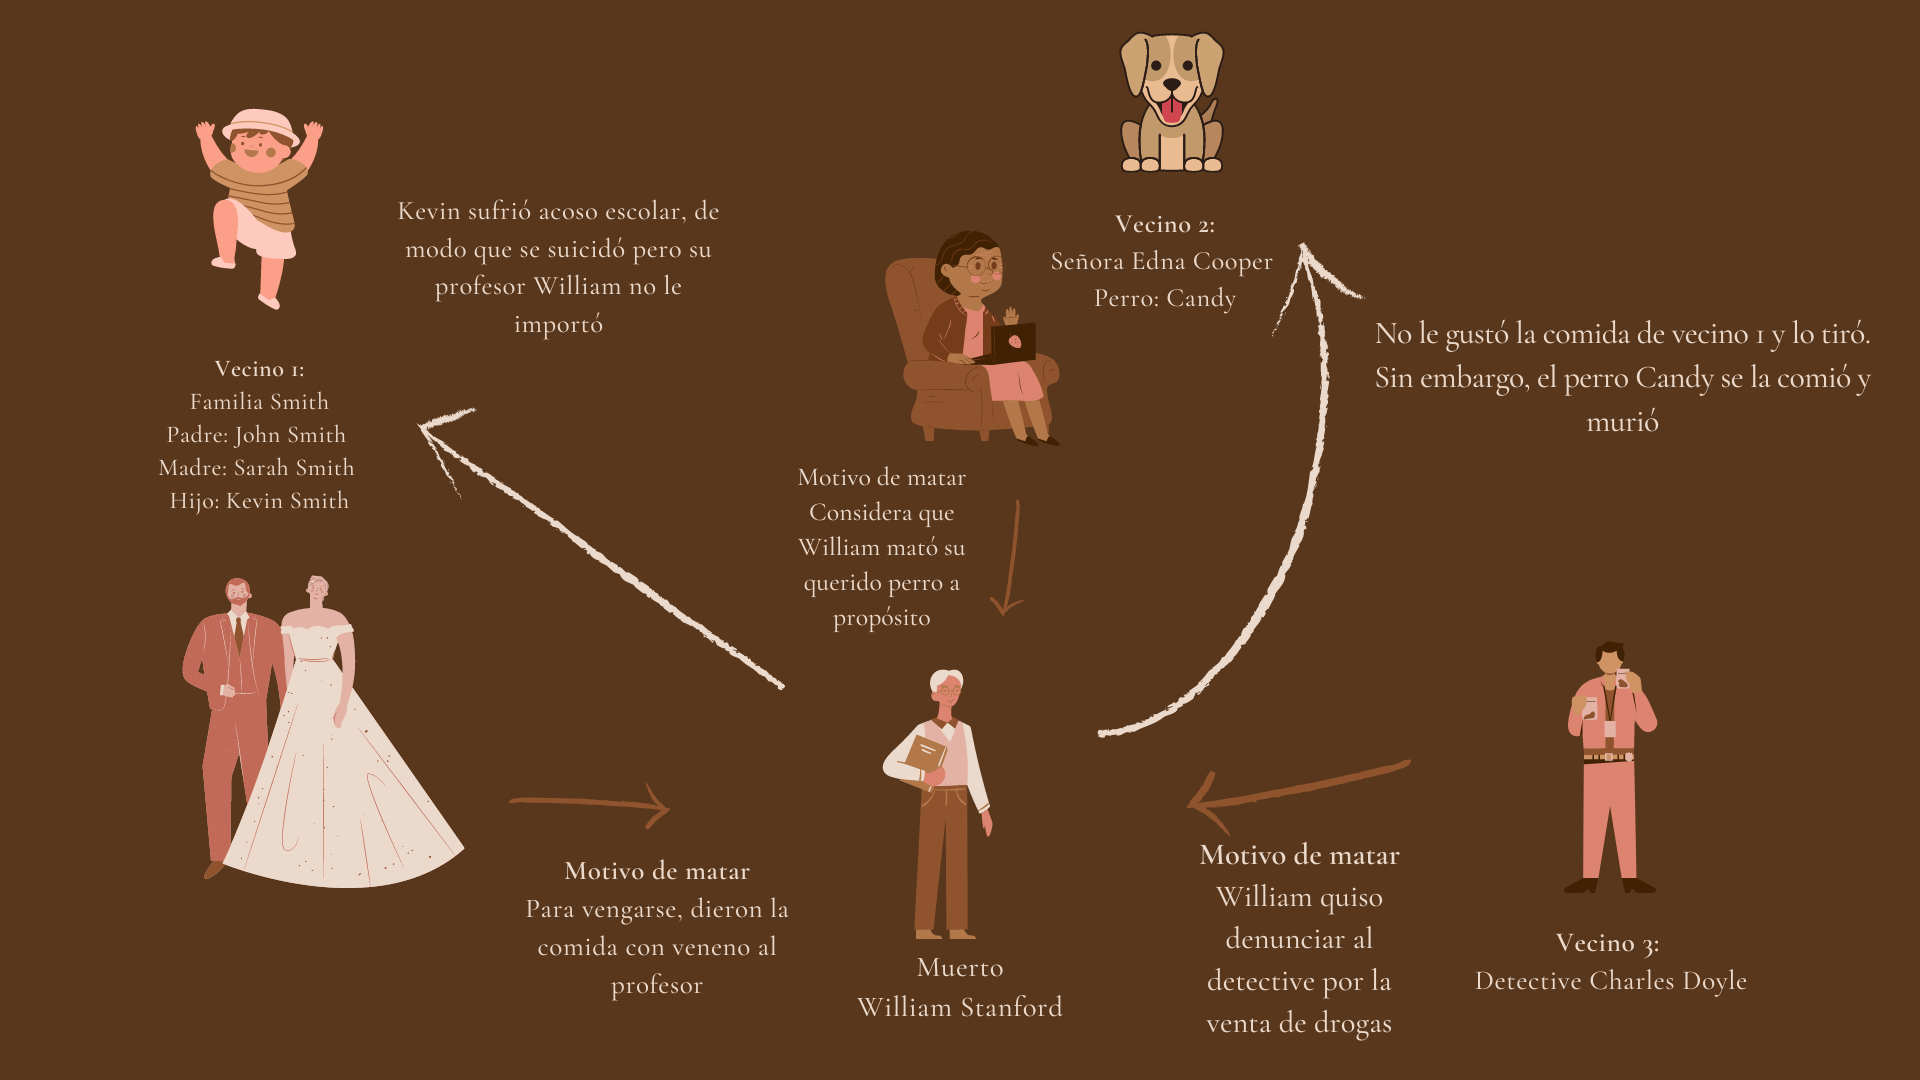 Kevin sufrió acoso escolar, de
modo que se suicidó pero su
profesor William no le
importó
Vecino 1:
Familia Smith
Padre: John Smith
Madre: Sarah Smith
Hijo: Kevin Smith
Vecino 2:
Señora Edna Cooper
Perro: Candy
No le gustó la comida de vecino 1 y lo tiró.
Sin embargo, el perro Candy se la comió y
murió
Motivo de matar
Considera que
William mató su
querido perro a
propósito
Motivo de matar
Para vengarse, dieron la
comida con veneno al
profesor
Muerto
William Stanford
Motivo de matar
William quiso
denunciar al
detective por la
venta de drogas
Vecino 3:
Detective Charles Doyle